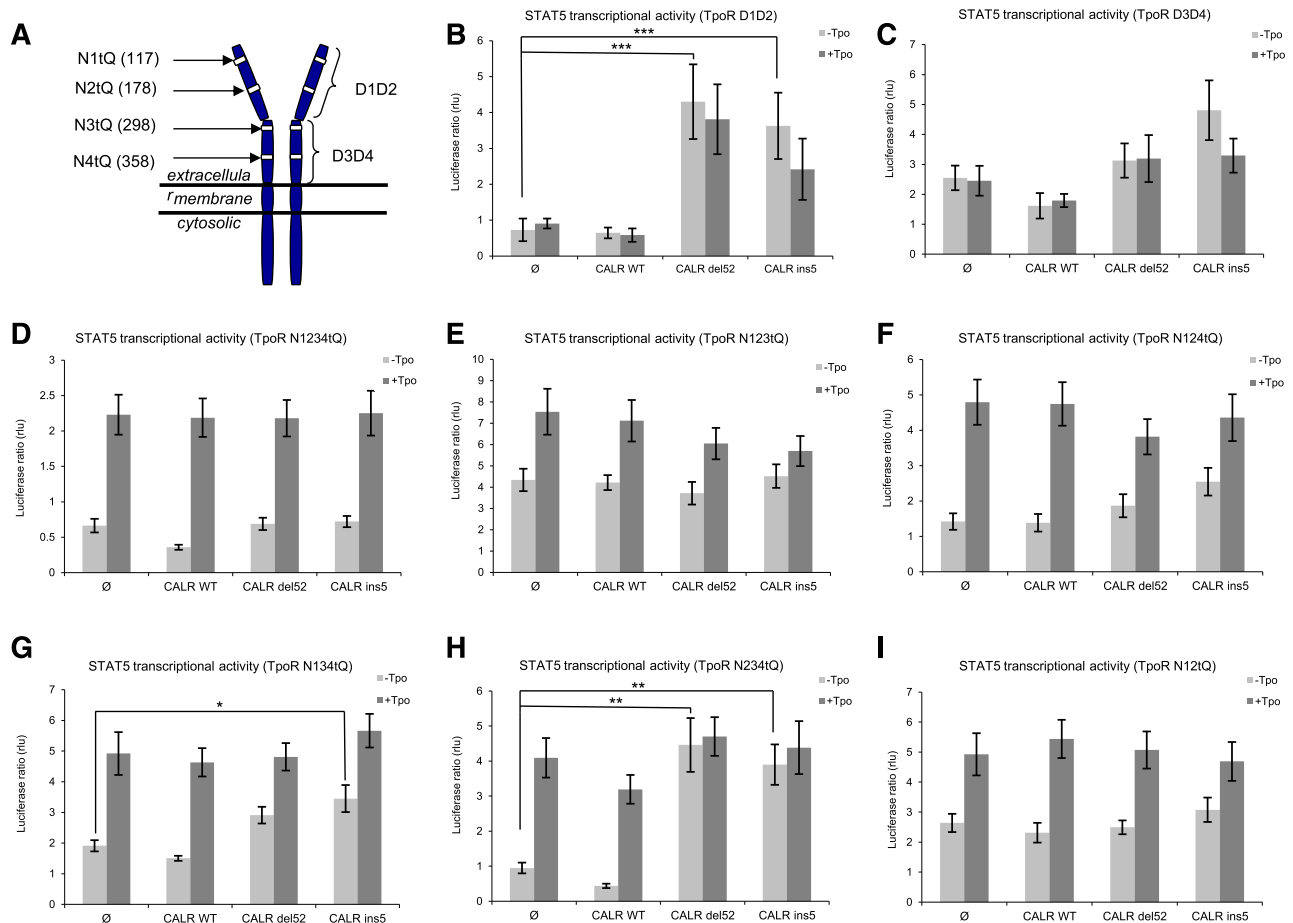 A
N1tQ (117)
N2tQ (178)
N3tQ (298)
N4tQ (358)
D1D2
D3D4
extracellula
r
membrane
cytosolic
B
STAT5 transcriptional activity (TpoR D1D2)
-Tpo
+Tpo
***
***
Luciferase ratio (rlu)
6
5
4
3
2
1
0
Ø
CALR WT
CALR del52
CALR ins5
C
STAT5 transcriptional activity (TpoR D3D4)
-Tpo
+Tpo
Luciferase ratio (rlu)
7
6
5
4
3
2
1
0
Ø
CALR WT
CALR del52
CALR ins5
D
STAT5 transcriptional activity (TpoR N1234tQ)
-Tpo
+Tpo
Luciferase ratio (rlu)
3
2.5
2
1.5
1
0.5
0
Ø
CALR WT
CALR del52
CALR ins5
E
STAT5 transcriptional activity (TpoR N123tQ)
-Tpo
+Tpo
Luciferase ratio (rlu)
10
9
8
7
6
5
4
3
2
1
0
Ø
CALR WT
CALR del52
CALR ins5
F
STAT5 transcriptional activity (TpoR N124tQ)
-Tpo
+Tpo
Luciferase ratio (rlu)
6
5
4
3
2
1
0
Ø
CALR WT
CALR del52
CALR ins5
G
STAT5 transcriptional activity (TpoR N134tQ)
-Tpo
+Tpo
*
Luciferase ratio (rlu)
7
6
5
4
3
2
1
0
Ø
CALR WT
CALR del52
CALR ins5
H
STAT5 transcriptional activity (TpoR N234tQ)
-Tpo
+Tpo
**
**
Luciferase ratio (rlu)
6
5
4
3
2
1
0
Ø
CALR WT
CALR del52
CALR ins5
I
STAT5 transcriptional activity (TpoR N12tQ)
-Tpo
+Tpo
Luciferase ratio (rlu)
7
6
5
4
3
2
1
0
Ø
CALR WT
CALR del52
CALR ins5